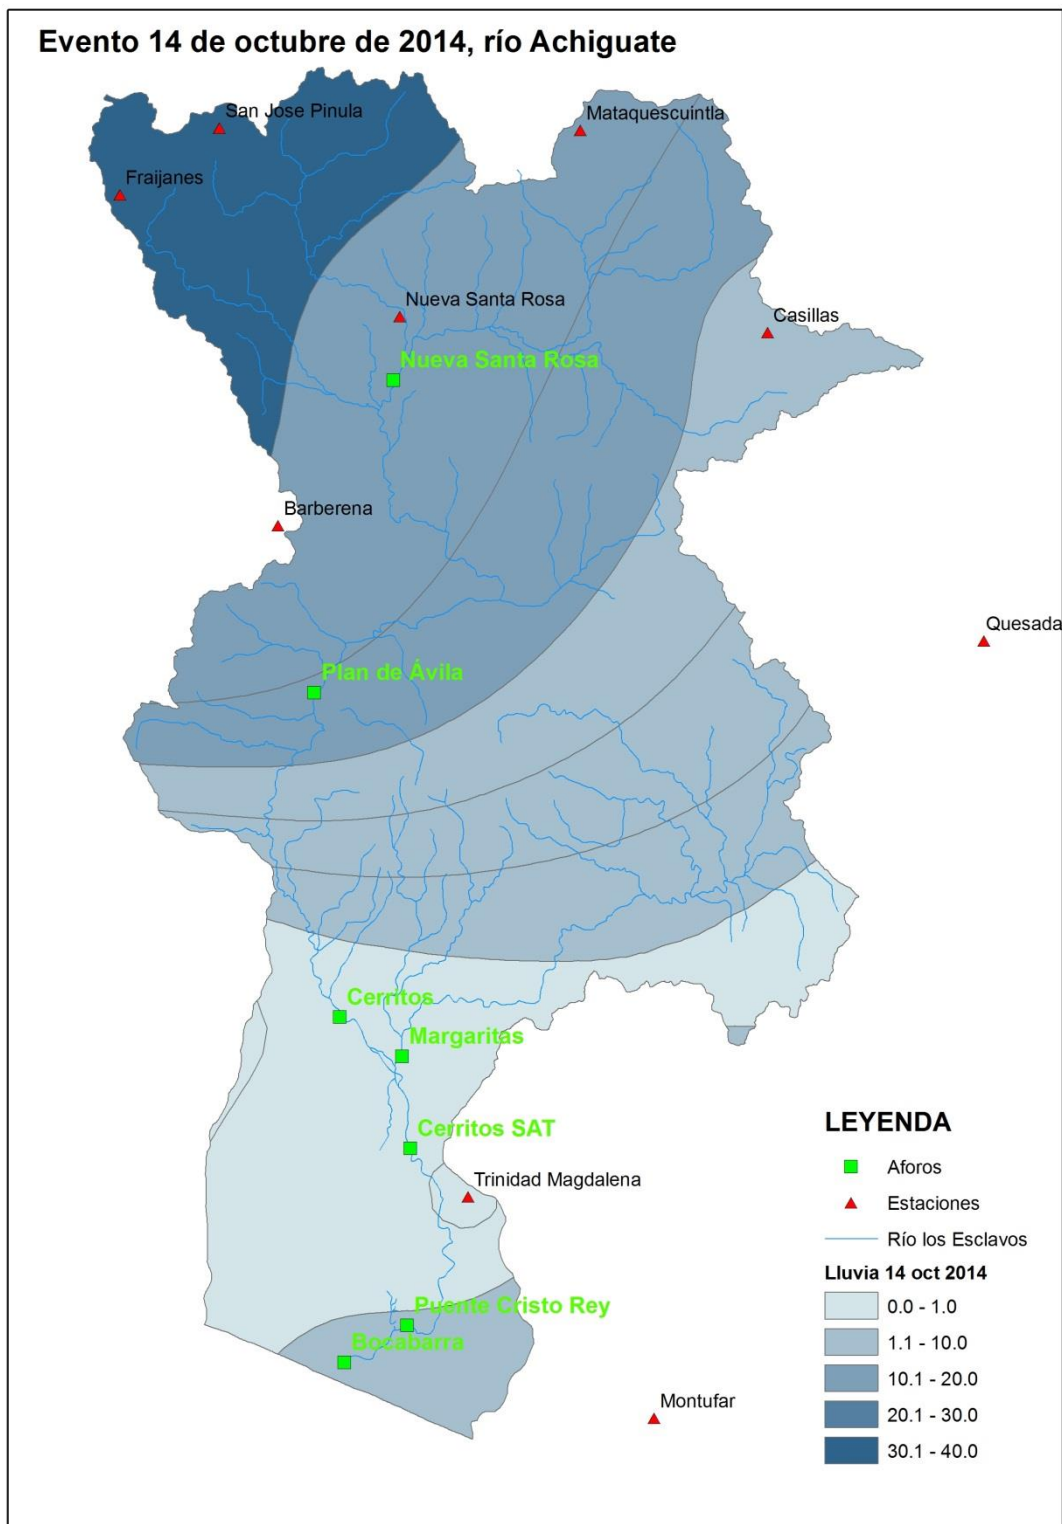 Evento 14 de octubre de 2014, río Achiguate
San Jose Pinula
Mataquescuintla
Fraijanes
Nueva Santa Rosa
Casillas
Nueva Santa Rosa
Barberena
Quesada
Plan de Ávila
Cerritos
Margaritas
Cerritos SAT
Trinidad Magdalena
Puente Cristo Rey
Bocabarra
Montufar
LEYENDA
Aforos
Estaciones
Río los Esclavos
Lluvia 14 oct 2014
0.0 - 1.0
1.1 - 10.0
10.1 - 20.0
20.1 - 30.0
30.1 - 40.0